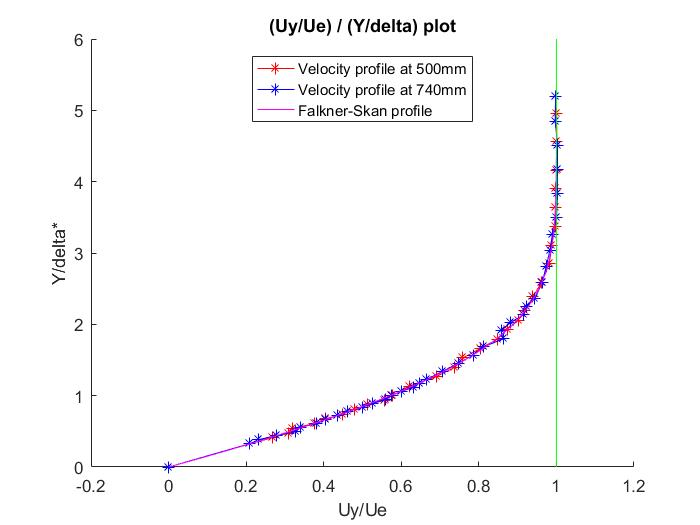 (Uy/Ue) / (Y/delta) plot
Velocity profile at 500mm
Velocity profile at 740mm
Falkner-Skan profile
Y/delta*
6
5
4
3
2
1
0
-0.2 0 0.2 0.4 0.6 0.8 1 1.2
Uy/Ue